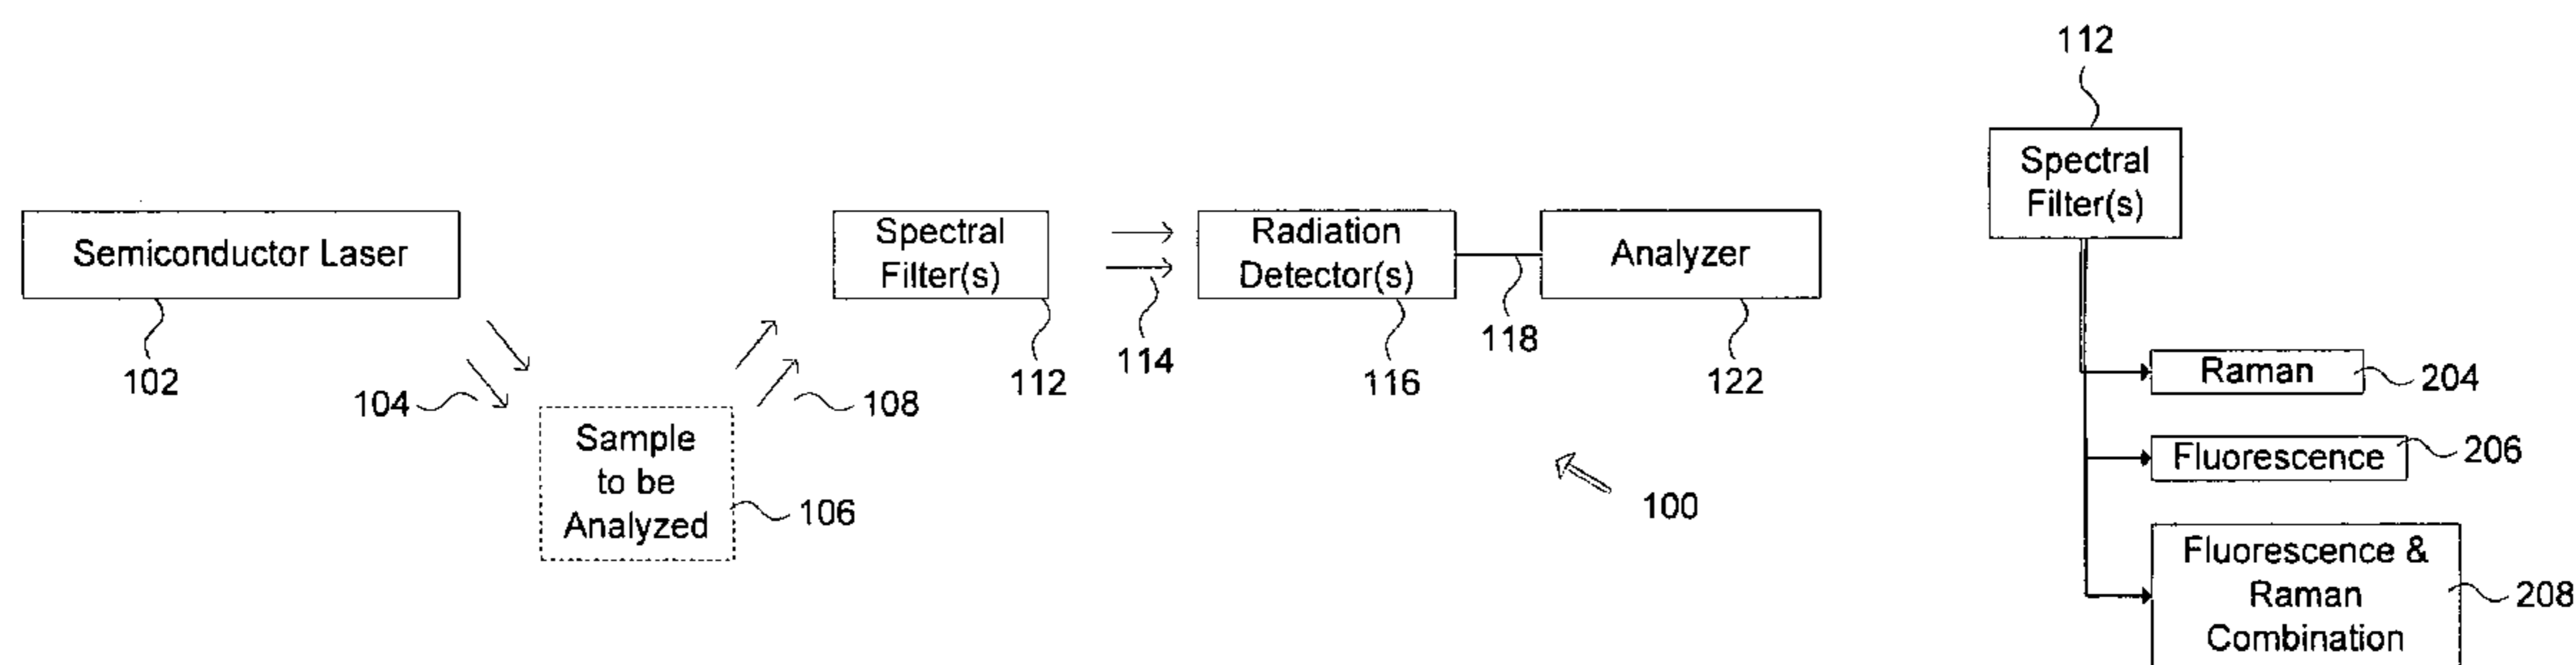 Semiconductor Laser
102
104
Sample
to be
Analyzed
106
108
Spectral
Filter(s)
112
114
Radiation
Detector(s)
116
118
Analyzer
122
100
112
Spectral
Filter(s)
Raman
204
Fluorescence
206
Fluorescence &
Raman
Combination
208